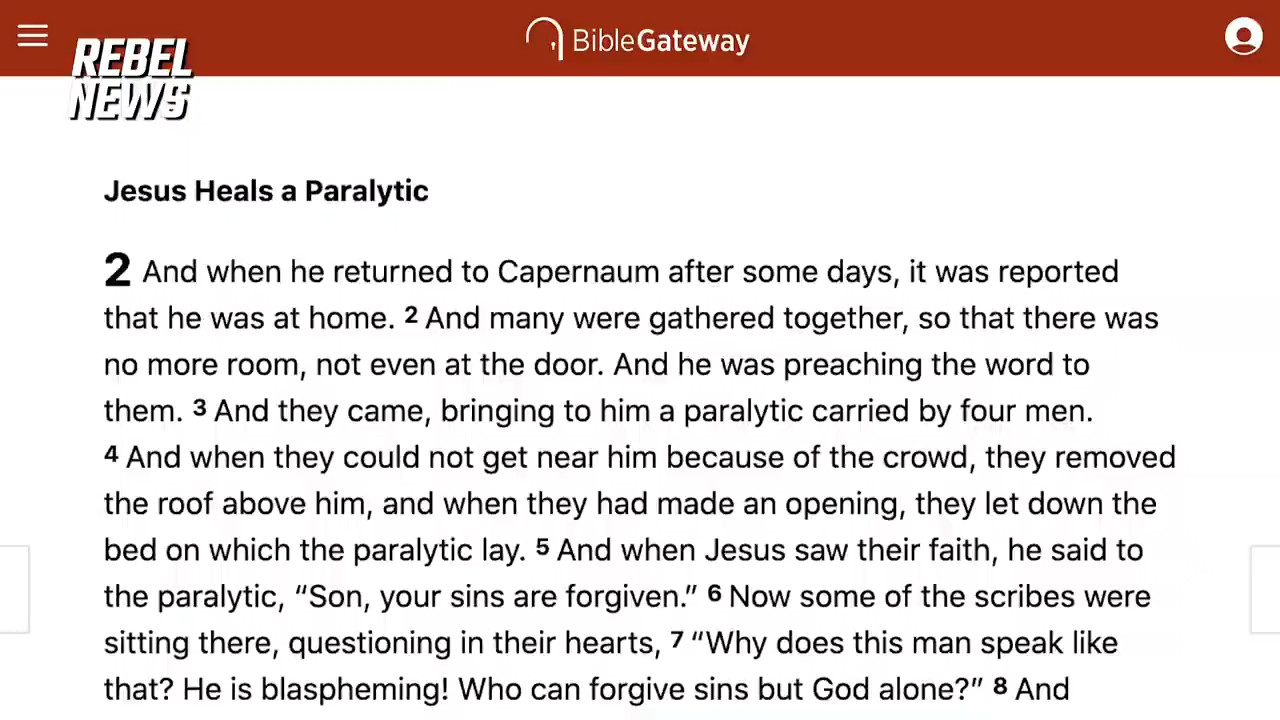 BibleGateway
REBEL
NEWS
Jesus Heals a Paralytic
2 And when he returned to Capernaum after some days, it was reported
that he was at home. 2 And many were gathered together, so that there was
no more room, not even at the door. And he was preaching the word to
them. 3 And they came, bringing to him a paralytic carried by four men.
4 And when they could not get near him because of the crowd, they removed
the roof above him, and when they had made an opening, they let down the
bed on which the paralytic lay. 5 And when Jesus saw their faith, he said to
the paralytic, “Son, your sins are forgiven.” 6 Now some of the scribes were
sitting there, questioning in their hearts, 7 “Why does this man speak like
that? He is blaspheming! Who can forgive sins but God alone?” 8 And